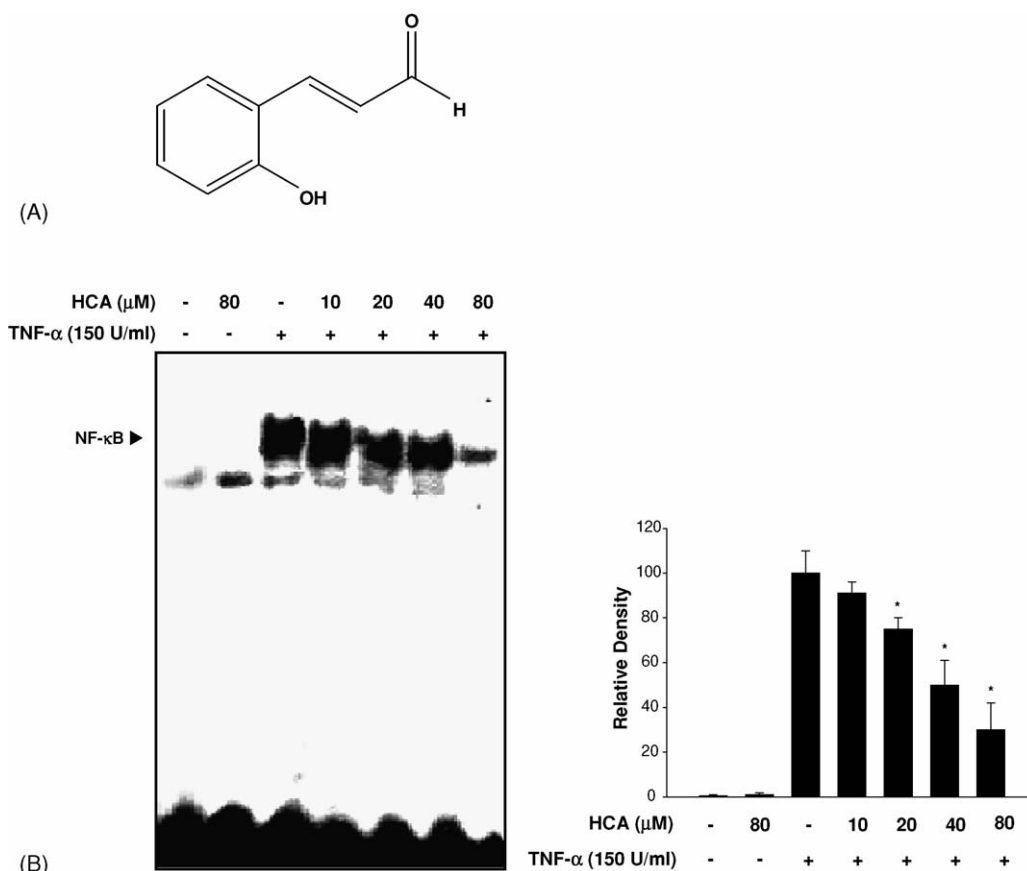 O
H
OH
(A)
HCA (μM) - 80 - 10 20 40 80
TNF-α (150 U/ml) - - + + + + +
NF-κB ►
120
100
80
60
40
20
0
Relative Density
* * *
HCA (μM) - 80 - 10 20 40 80
TNF-α (150 U/ml) - - + + + + +
(B)